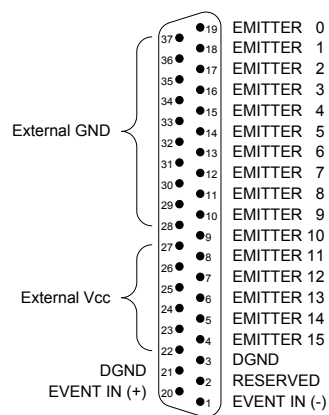 19 EMITTER 0
37
18 EMITTER 1
36
17 EMITTER 2
35
16 EMITTER 3
34
15 EMITTER 4
33
External GND
14 EMITTER 5
32
13 EMITTER 6
31
12 EMITTER 7
30
11 EMITTER 8
29
10 EMITTER 9
28
9 EMITTER 10
27
8 EMITTER 11
26
7 EMITTER 12
25
External Vcc
6 EMITTER 13
24
5 EMITTER 14
23
4 EMITTER 15
22
3 DGND
DGND 21
2 RESERVED
EVENT IN (+) 20
1 EVENT IN (-)